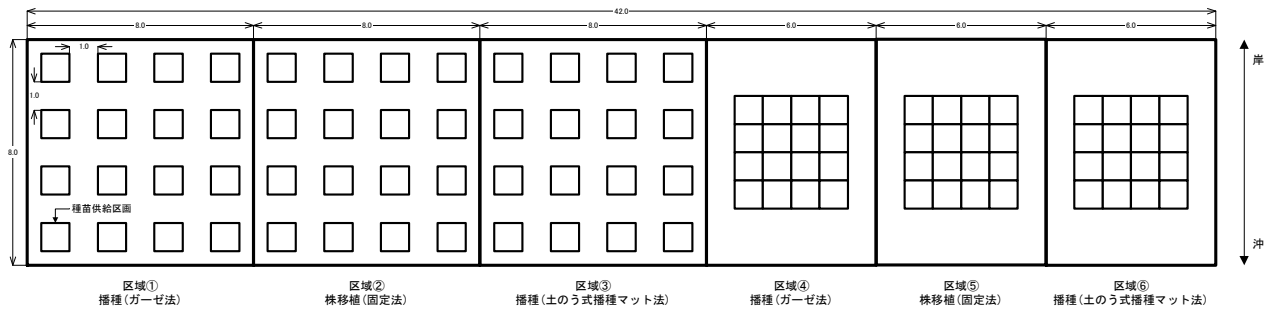 42.0
8.0
8.0
8.0
6.0
6.0
6.0
1.0
1.0
8.0
種苗供給区画
岸
沖
区域①
播種(ガーゼ法)
区域②
株移植(固定法)
区域③
播種(土のう式播種マット法)
区域④
播種(ガーゼ法)
区域⑤
株移植(固定法)
区域⑥
播種(土のう式播種マット法)